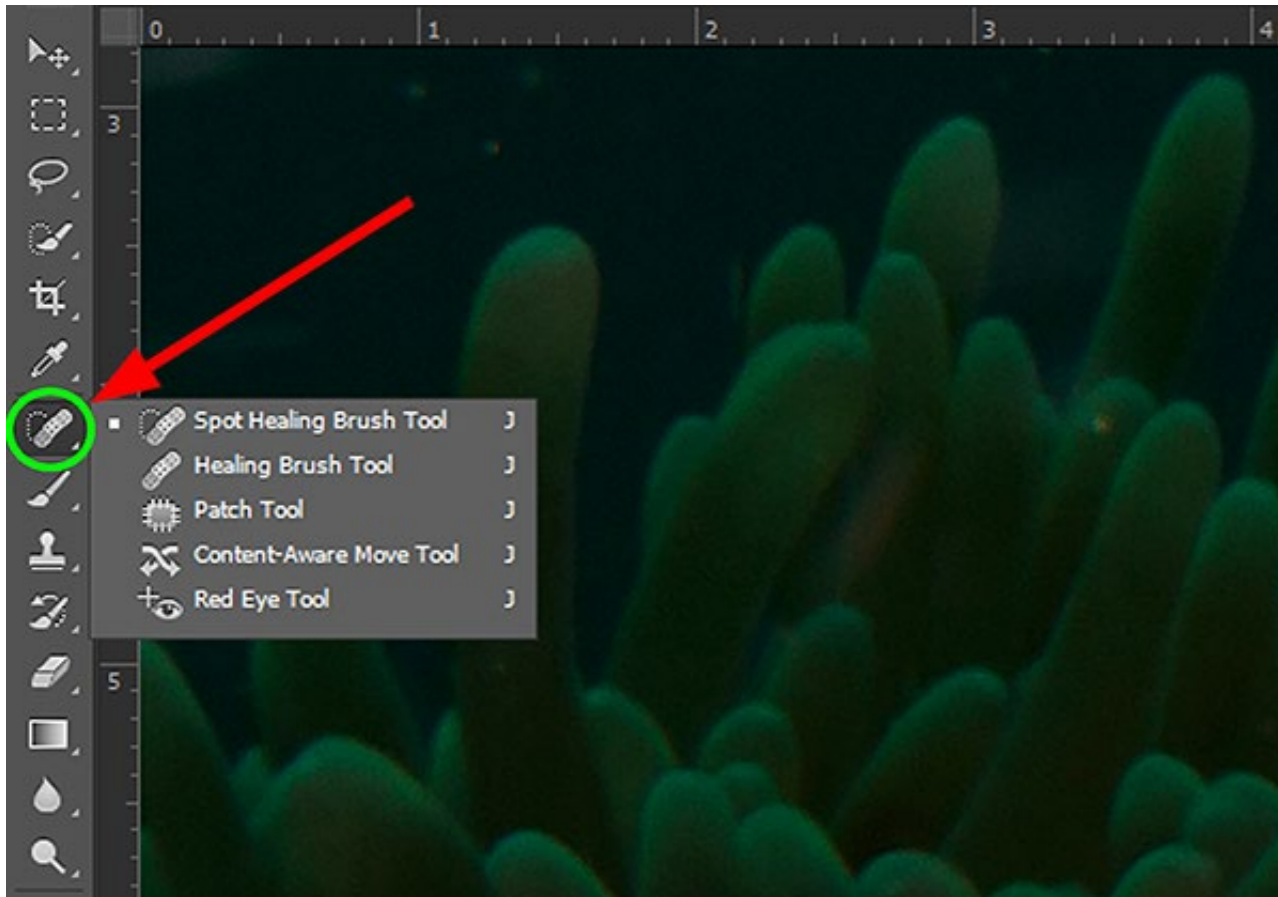 0 1 2 3 4
3
Spot Healing Brush Tool J
Healing Brush Tool J
Patch Tool J
Content-Aware Move Tool J
Red Eye Tool J
5